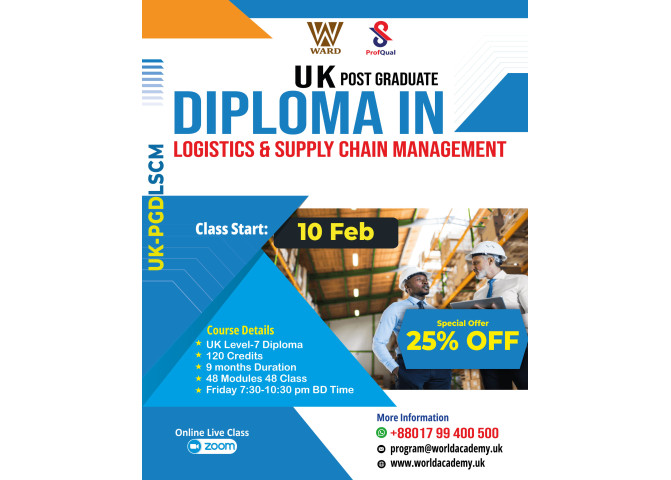 WARD
ProfQual
UK POST GRADUATE
DIPLOMA IN
LOGISTICS & SUPPLY CHAIN MANAGEMENT
UK-PGDLSCM
Class Start: 10 Feb
Special Offer
25% OFF
Course Details
UK Level-7 Diploma
120 Credits
9 months Duration
48 Modules 48 Class
Friday 7:30-10:30 pm BD Time
Online Live Class
zoom
More Information
+88017 99 400 500
program@worldacademy.uk
www.worldacademy.uk